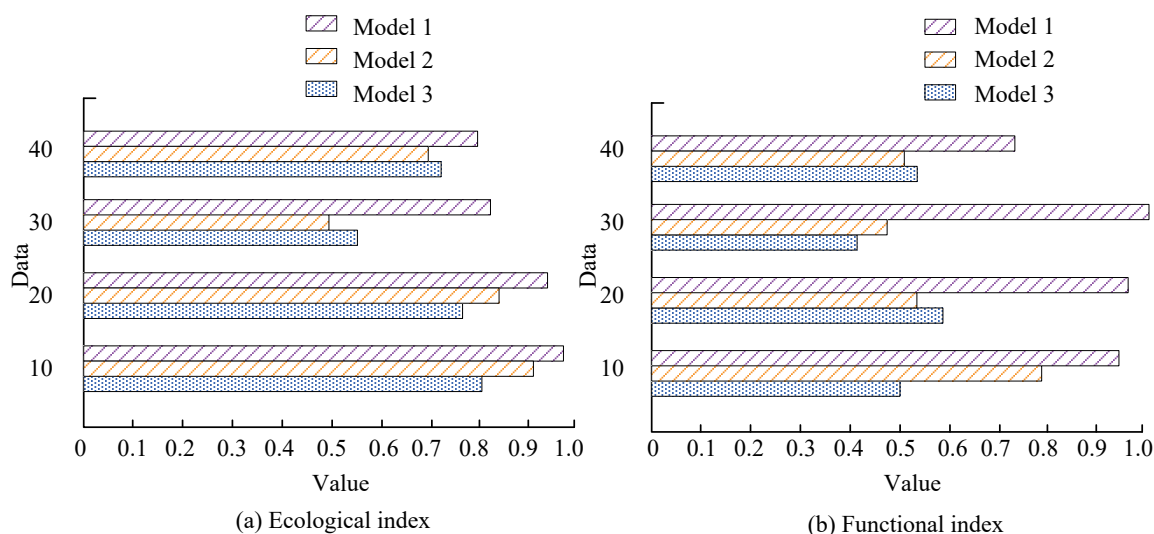 Model 1
Model 2
Model 3
40
30
20
10
Data
0 0.1 0.2 0.3 0.4 0.5 0.6 0.7 0.8 0.9 1.0
Value
(a) Ecological index
Model 1
Model 2
Model 3
40
30
20
10
Data
0 0.1 0.2 0.3 0.4 0.5 0.6 0.7 0.8 0.9 1.0
Value
(b) Functional index